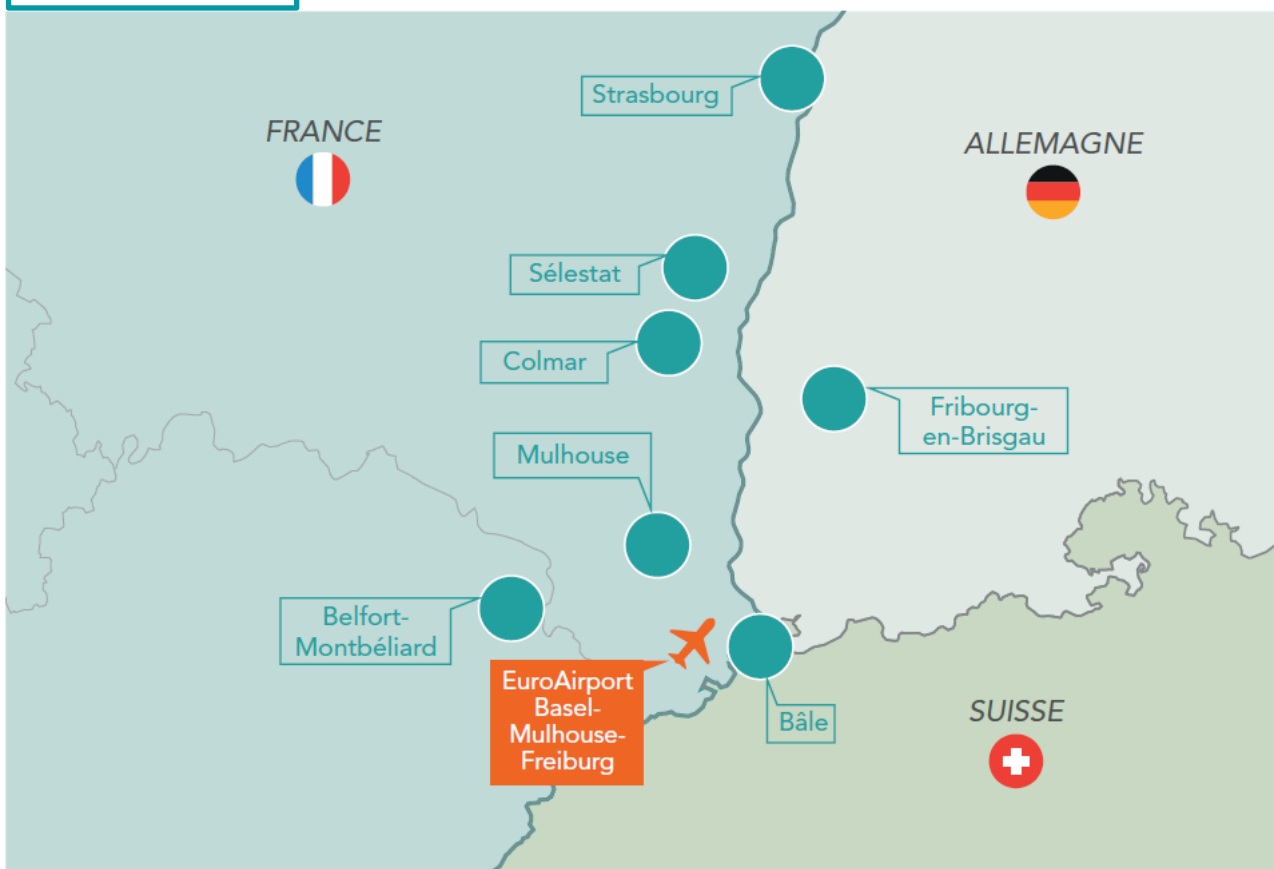 Strasbourg
FRANCE
ALLEMAGNE
Sélestat
Colmar
Fribourg-
en-Brisgau
Mulhouse
Belfort-
Montbéliard
EuroAirport
Basel-
Mulhouse-
Freiburg
Bâle
SUISSE